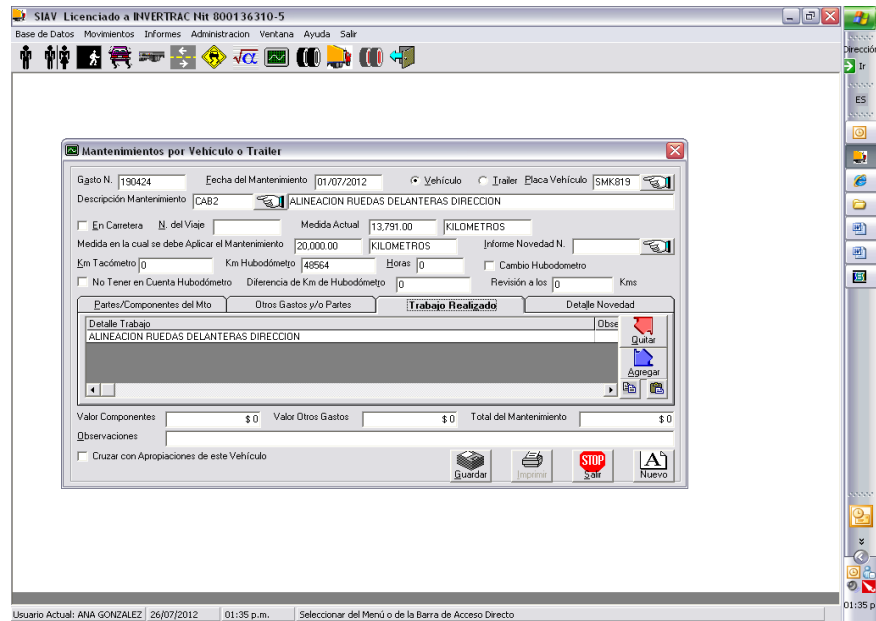 SIAV Licenciado a INVERTRAC Nit 800136310-5
Base de Datos Movimientos Informes Administracion Ventana Ayuda Salir
Mantenimientos por Vehículo o Trailer
Gasto N. 190424 Fecha del Mantenimiento 01/07/2012 Vehículo Trailer Placa Vehículo SMK819
Descripción Mantenimiento CAB2 ALINEACION RUEDAS DELANTERAS DIRECCION
En Carretera N. del Viaje Medida Actual 13,791.00 KILOMETROS
Medida en la cual se debe Aplicar el Mantenimiento 20,000.00 KILOMETROS Informe Novedad N.
Km Tacómetro 0 Km Hubodómetro 48564 Horas 0 Cambio Hubodometro
No Tener en Cuenta Hubodómetro Diferencia de Km de Hubodómetro 0 Revisión a los 0 Kms
Partes/Componentes del Mto Otros Gastos y/o Partes Trabajo Realizado Detalle Novedad
Detalle Trabajo Obse
ALINEACION RUEDAS DELANTERAS DIRECCION
Quitar
Agregar
Valor Componentes $ 0 Valor Otros Gastos $ 0 Total del Mantenimiento $ 0
Observaciones
Cruzar con Apropiaciones de este Vehículo
STOP
A
Guardar Imprimir Salir Nuevo
Usuario Actual: ANA GONZALEZ 26/07/2012 01:35 p.m. Seleccionar del Menú o de la Barra de Acceso Directo
Dirección
Ir
ES
01:35 p